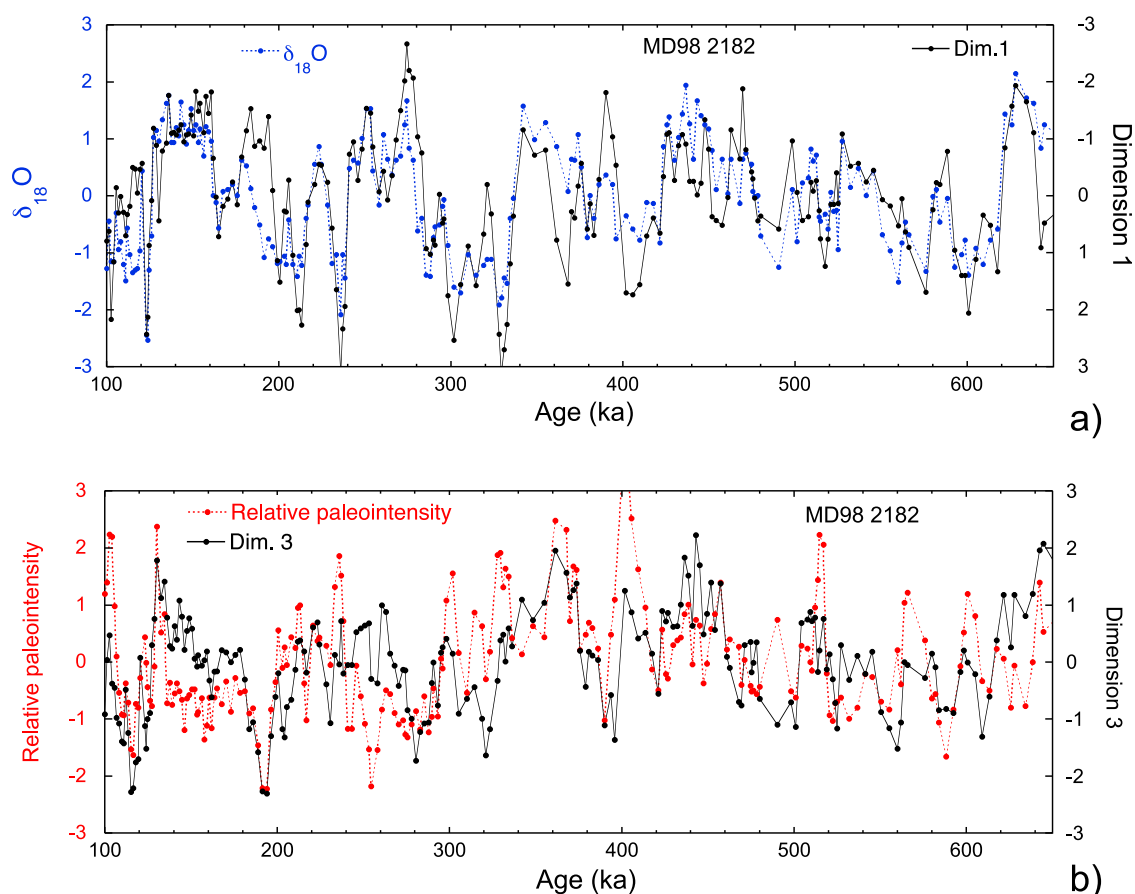 3
2
1
0
-1
-2
-3
δ18O
δ18O
MD98 2182
Dim.1
-3
-2
-1
0
1
2
3
Dimension 1
100
200
300
400
500
600
Age (ka)
a)
3
2
1
0
-1
-2
-3
Relative paleointensity
Relative paleointensity
Dim. 3
MD98 2182
3
2
1
0
-1
-2
-3
Dimension 3
100
200
300
400
500
600
Age (ka)
b)